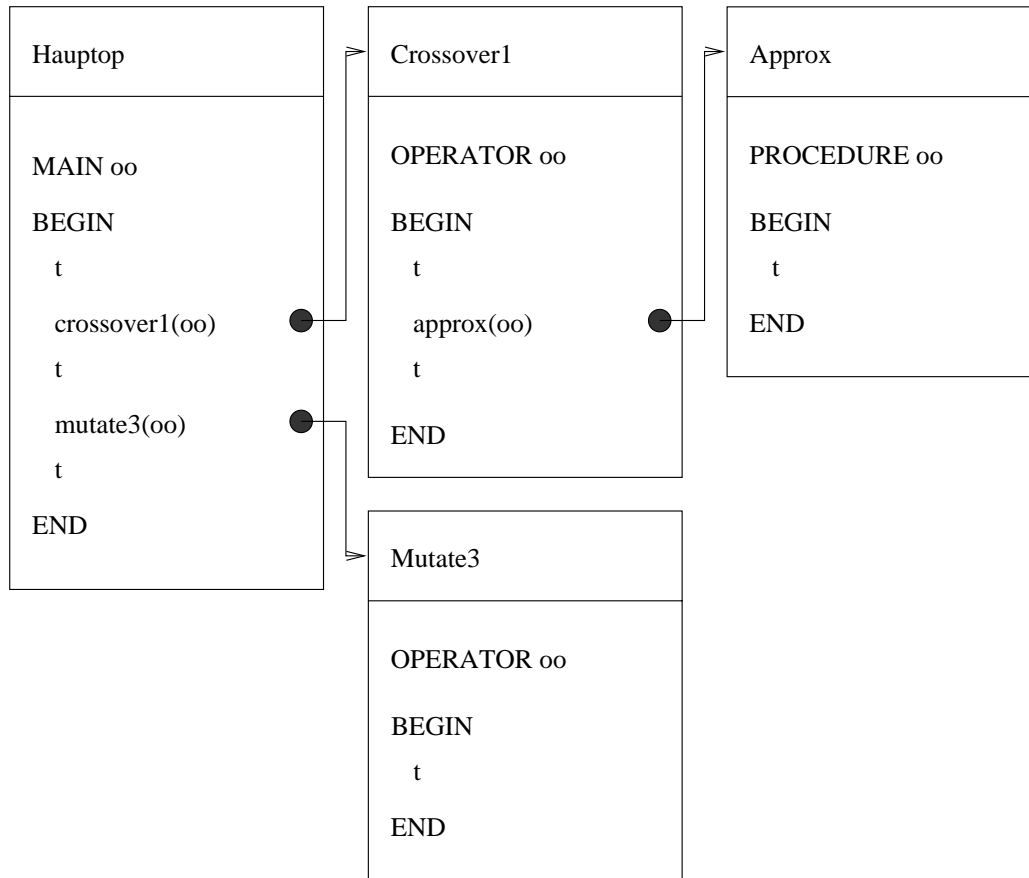 Hauptop
MAIN oo
BEGIN
t
crossover1(oo)
t
mutate3(oo)
t
END
Crossover1
OPERATOR oo
BEGIN
t
approx(oo)
t
END
Approx
PROCEDURE oo
BEGIN
t
END
Mutate3
OPERATOR oo
BEGIN
t
END